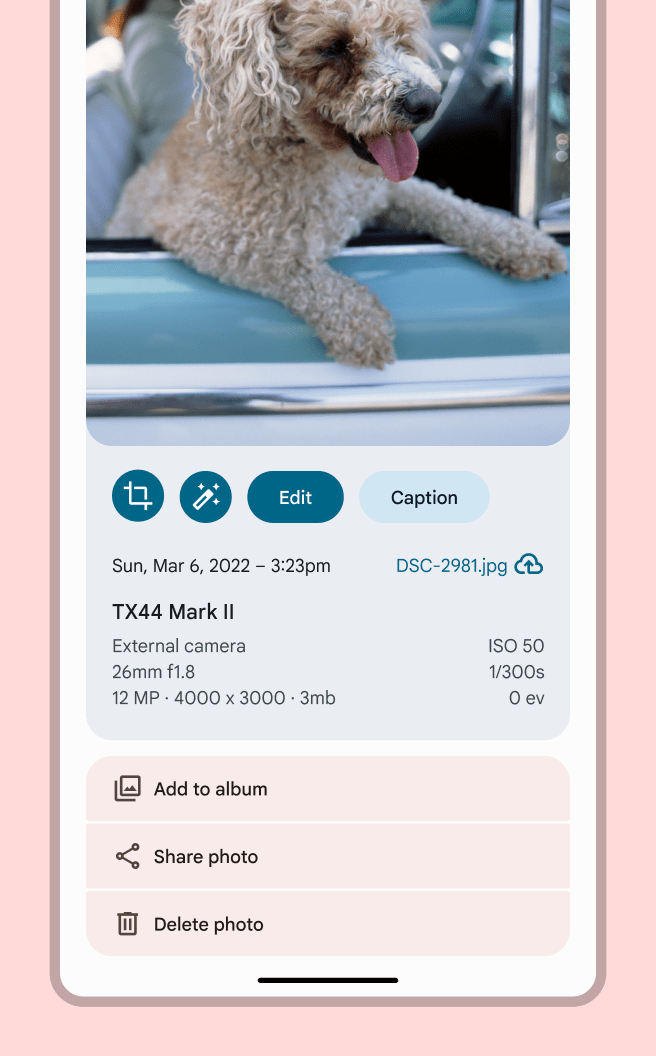 Edit
Caption
Sun, Mar 6, 2022 – 3:23pm
DSC-2981.jpg
TX44 Mark II
External camera
ISO 50
26mm f1.8
1/300s
12 MP · 4000 x 3000 · 3mb
0 ev
Add to album
Share photo
Delete photo